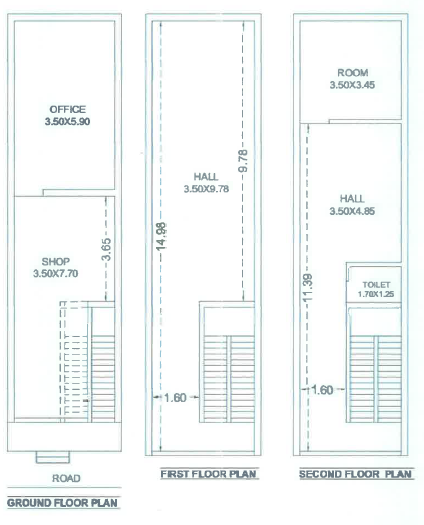 OFFICE
3.50X5.90
SHOP
3.50X7.70
3.65
ROAD
GROUND FLOOR PLAN
HALL
3.50X9.78
9.78
14.98
1.60
FIRST FLOOR PLAN
ROOM
3.50X3.45
HALL
3.50X4.85
11.39
TOILET
1.70X1.25
1.60
SECOND FLOOR PLAN